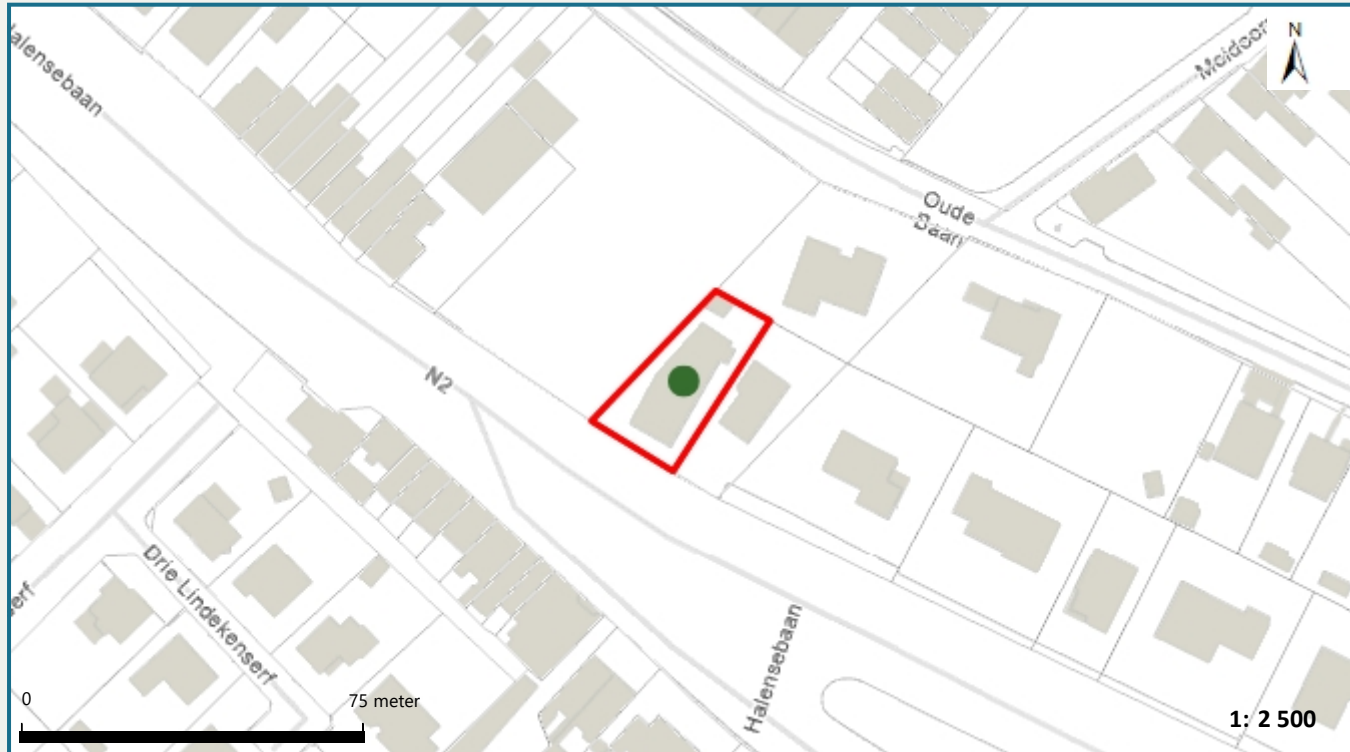 N
Halensebaan
Oude
Baan
N2
Drie Lindekenserf
Halensebaan
0
75 meter
1: 2 500